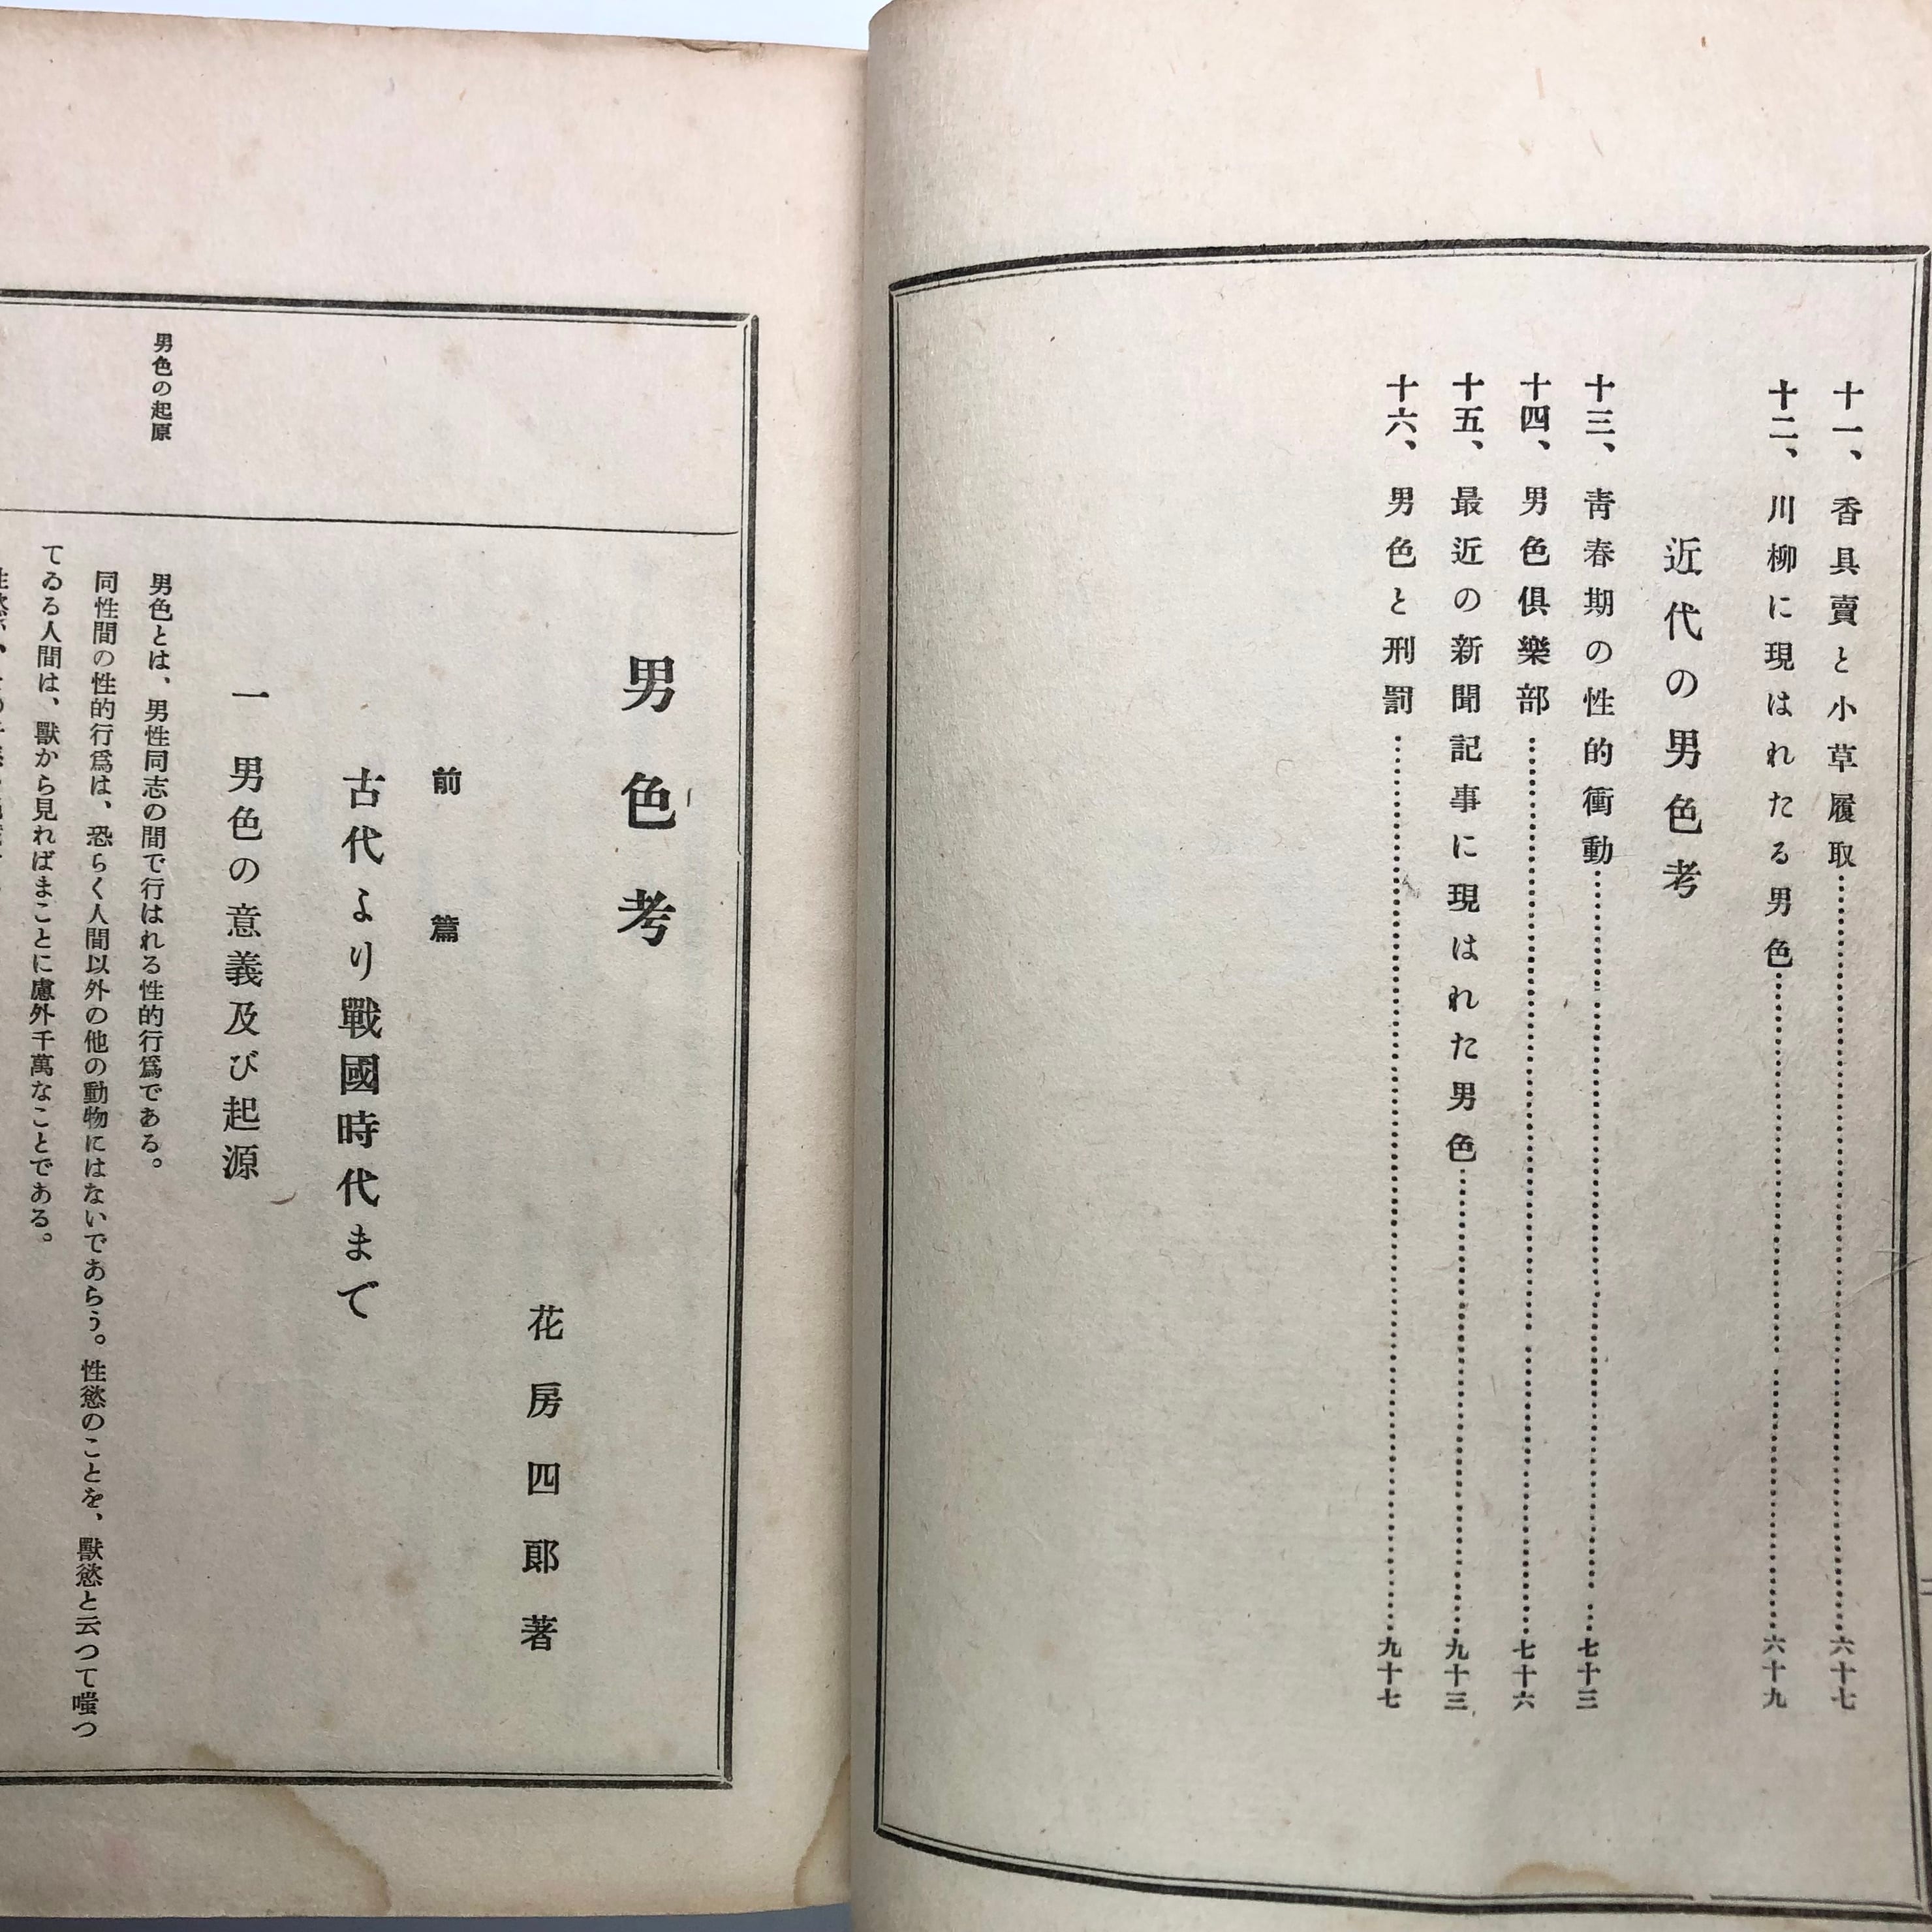 十一、香具賣と小草履取……六十七
十二、川柳に現はれたる男色……六十九
近代の男色考
十三、靑春期の性的衝動……七十三
十四、男色俱樂部……七十六
十五、最近の新聞記事に現はれた男色……九十三
十六、男色と刑罰……九十七
男色考
花房四郞著
前篇
古代より戰國時代まで
一 男色の意義及び起源
男色の起原
男色とは、男性同志の間で行はれる性的行爲である。
同性間の性的行爲は、恐らく人間以外の他の動物にはないであらう。性慾のことを、獸慾と云つて嗤つ
てゐる人間は、獸から見ればまことに慮外千萬なことである。